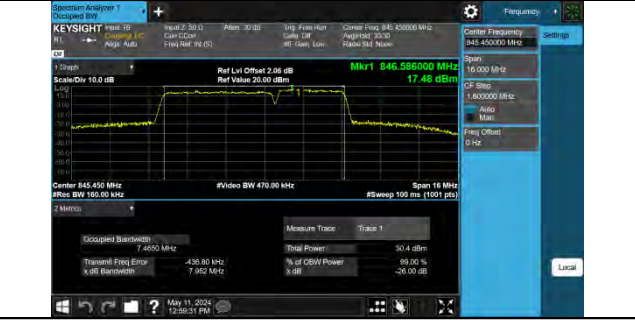 Spectrum Analyzer 1
Occupied BW
+
Frequency
KEYSIGHT Input: RF
Coupling: DC
Align: Auto
Input Z: 50 Ω
Corr CCorr
Freq Ref: Int (S)
Atten: 30 dB
Trig: Free Run
Gate: Off
#IF Gain: Low
Center Freq: 845.450000 MHz
Avg|Hold: 30/30
Radio Std: None
Center Frequency
845.450000 MHz
Settings
1 Graph
Scale/Div 10.0 dB
Ref Lvl Offset 2.06 dB
Ref Value 20.00 dBm
Mkr1 846.586000 MHz
17.48 dBm
Log
Span
16.000 MHz
CF Step
1.600000 MHz
Auto
Man
Freq Offset
0 Hz
Center 845.450 MHz
#Res BW 160.00 kHz
#Video BW 470.00 kHz
Span 16 MHz
#Sweep 100 ms (1001 pts)
2 Metrics
Measure Trace
Trace 1
Occupied Bandwidth
7.4650 MHz
Total Power
30.4 dBm
Transmit Freq Error
-436.80 kHz
% of OBW Power
99.00 %
x dB Bandwidth
7.952 MHz
x dB
-26.00 dB
Local
?
May 11, 2024
12:59:31 PM